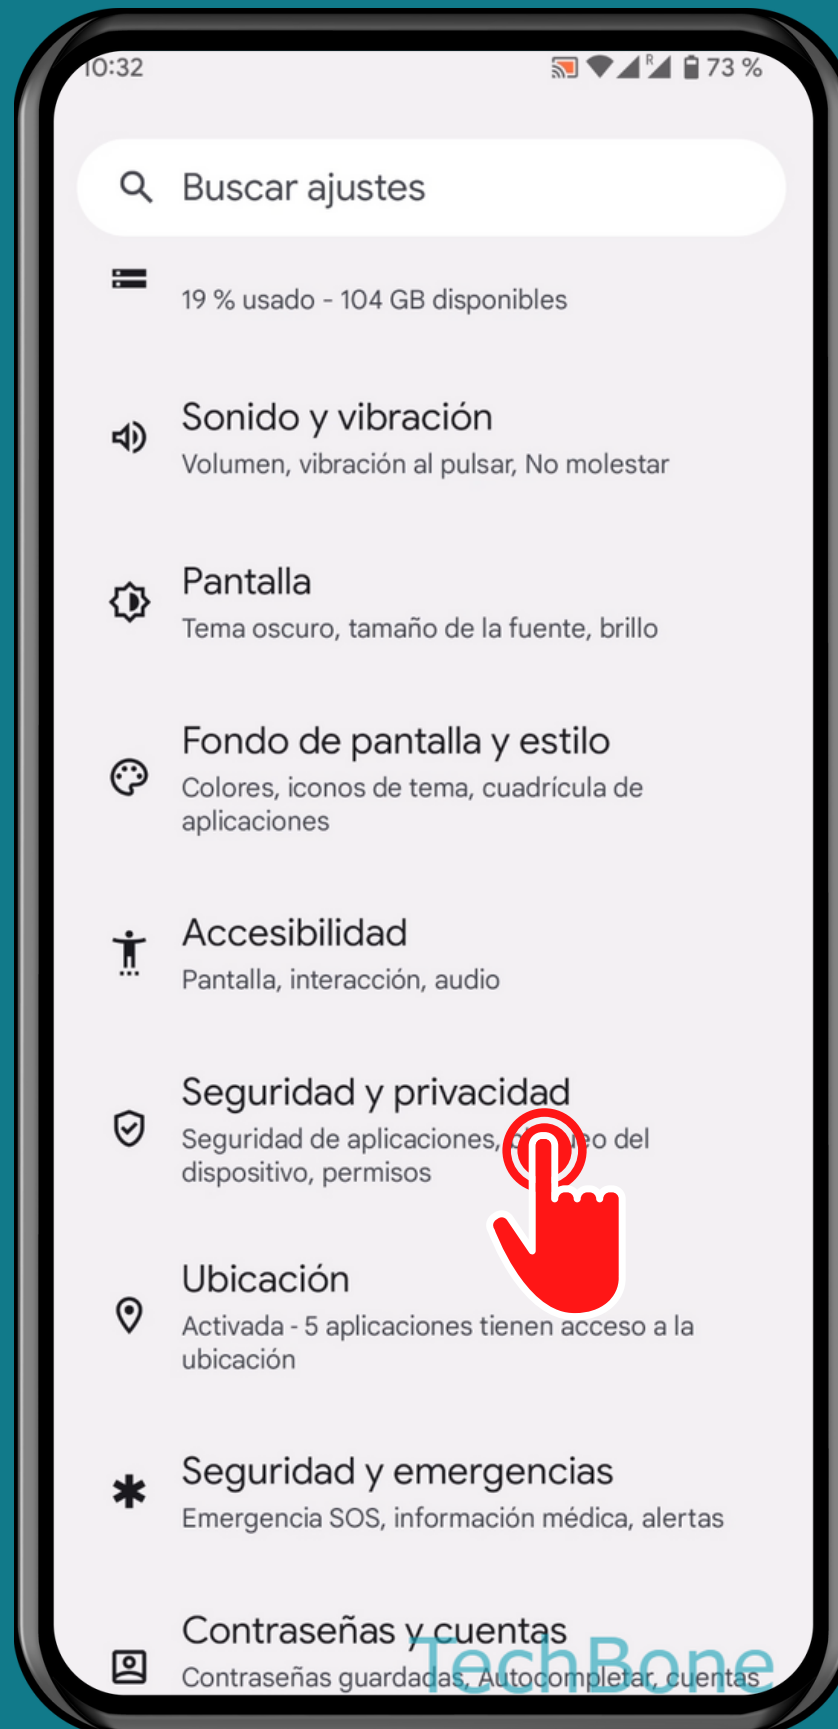 10:32
R 73 %
Buscar ajustes
19 % usado - 104 GB disponibles
Sonido y vibración
Volumen, vibración al pulsar, No molestar
Pantalla
Tema oscuro, tamaño de la fuente, brillo
Fondo de pantalla y estilo
Colores, iconos de tema, cuadrícula de
aplicaciones
Accesibilidad
Pantalla, interacción, audio
Seguridad y privacidad
Seguridad de aplicaciones, del
dispositivo, permisos
Ubicación
Activada - 5 aplicaciones tienen acceso a la
ubicación
Seguridad y emergencias
Emergencia SOS, información médica, alertas
Contraseñas y cuentas
Contraseñas guardadas, Autocompletar, cuentas
TechBone